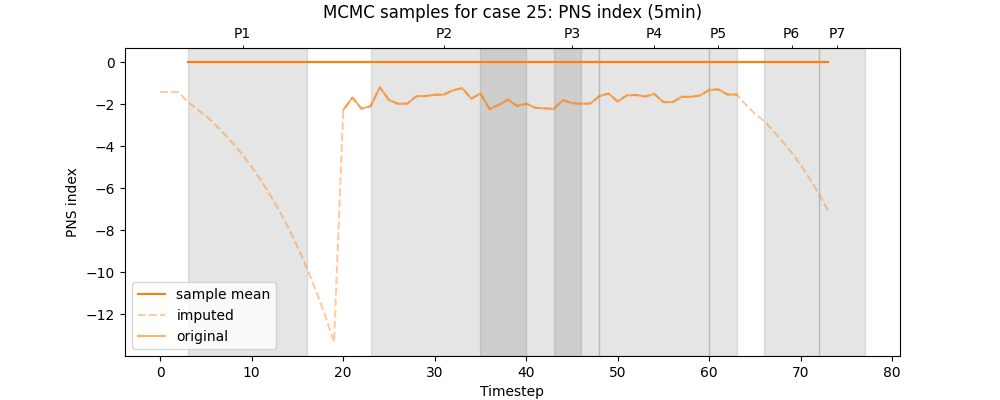 MCMC samples for case 25: PNS index (5min)
P1 P2 P3 P4 P5 P6 P7
0
−2
−4
−6
−8
−10
−12
PNS index
sample mean
imputed
original
0 10 20 30 40 50 60 70 80
Timestep